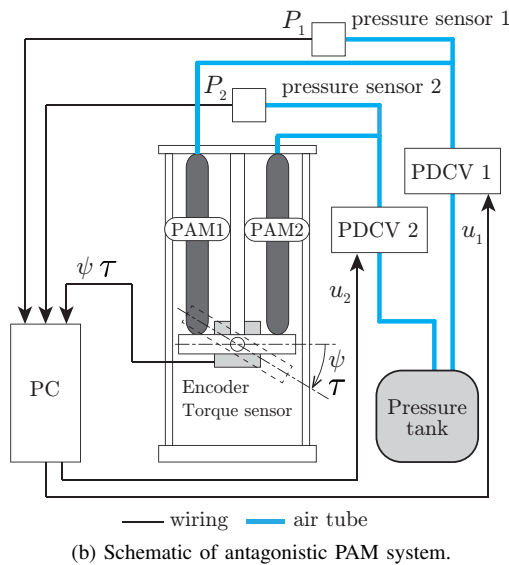 P1
pressure sensor 1
P2
pressure sensor 2
PDCV 1
PAM1
PAM2
PDCV 2
u1
u2
ψ τ
ψ
τ
PC
Encoder
Torque sensor
Pressure
tank
wiring
air tube
(b) Schematic of antagonistic PAM system.